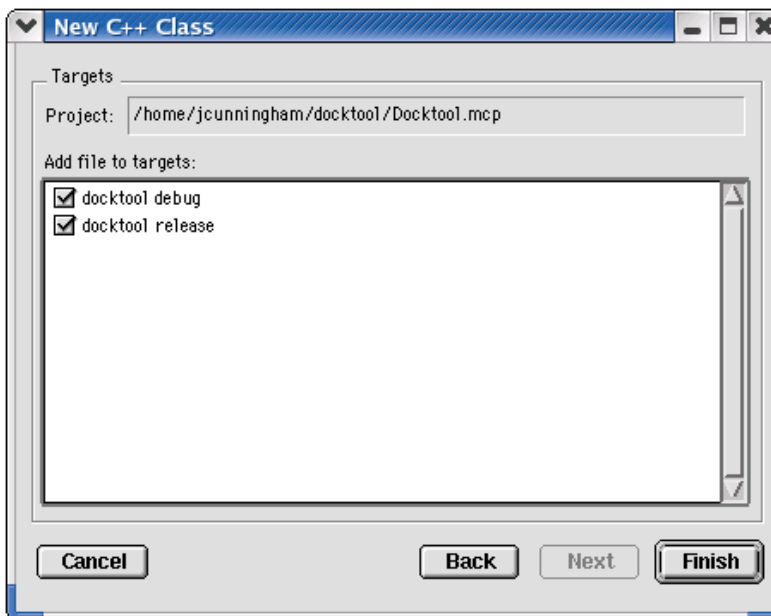 New C++ Class
Targets
Project: /home/jcunningham/docktool/Docktool.mcp
Add file to targets:
docktool debug
docktool release
Cancel Back Next Finish